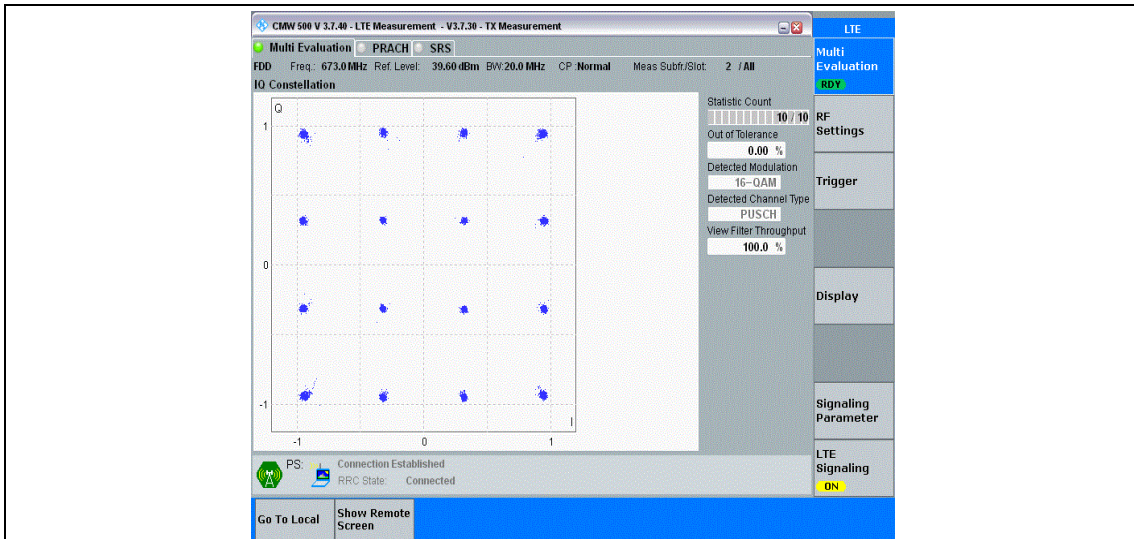 CMW 500 V 3.7.40 - LTE Measurement - V3.7.30 - TX Measurement
LTE
Multi Evaluation PRACH SRS
Multi
Evaluation
RDY
FDD Freq.: 673.0 MHz Ref. Level: 39.60 dBm BW: 20.0 MHz CP :Normal Meas Subfr./Slot: 2 / All
IQ Constellation
Q
1
0
-1
I
-1 0 1
Statistic Count
10 / 10
Out of Tolerance
0.00 %
Detected Modulation
16-QAM
Detected Channel Type
PUSCH
View Filter Throughput
100.0 %
RF
Settings
Trigger
Display
Signaling
Parameter
LTE
Signaling
ON
PS: Connection Established
RRC State: Connected
Go To Local
Show Remote
Screen